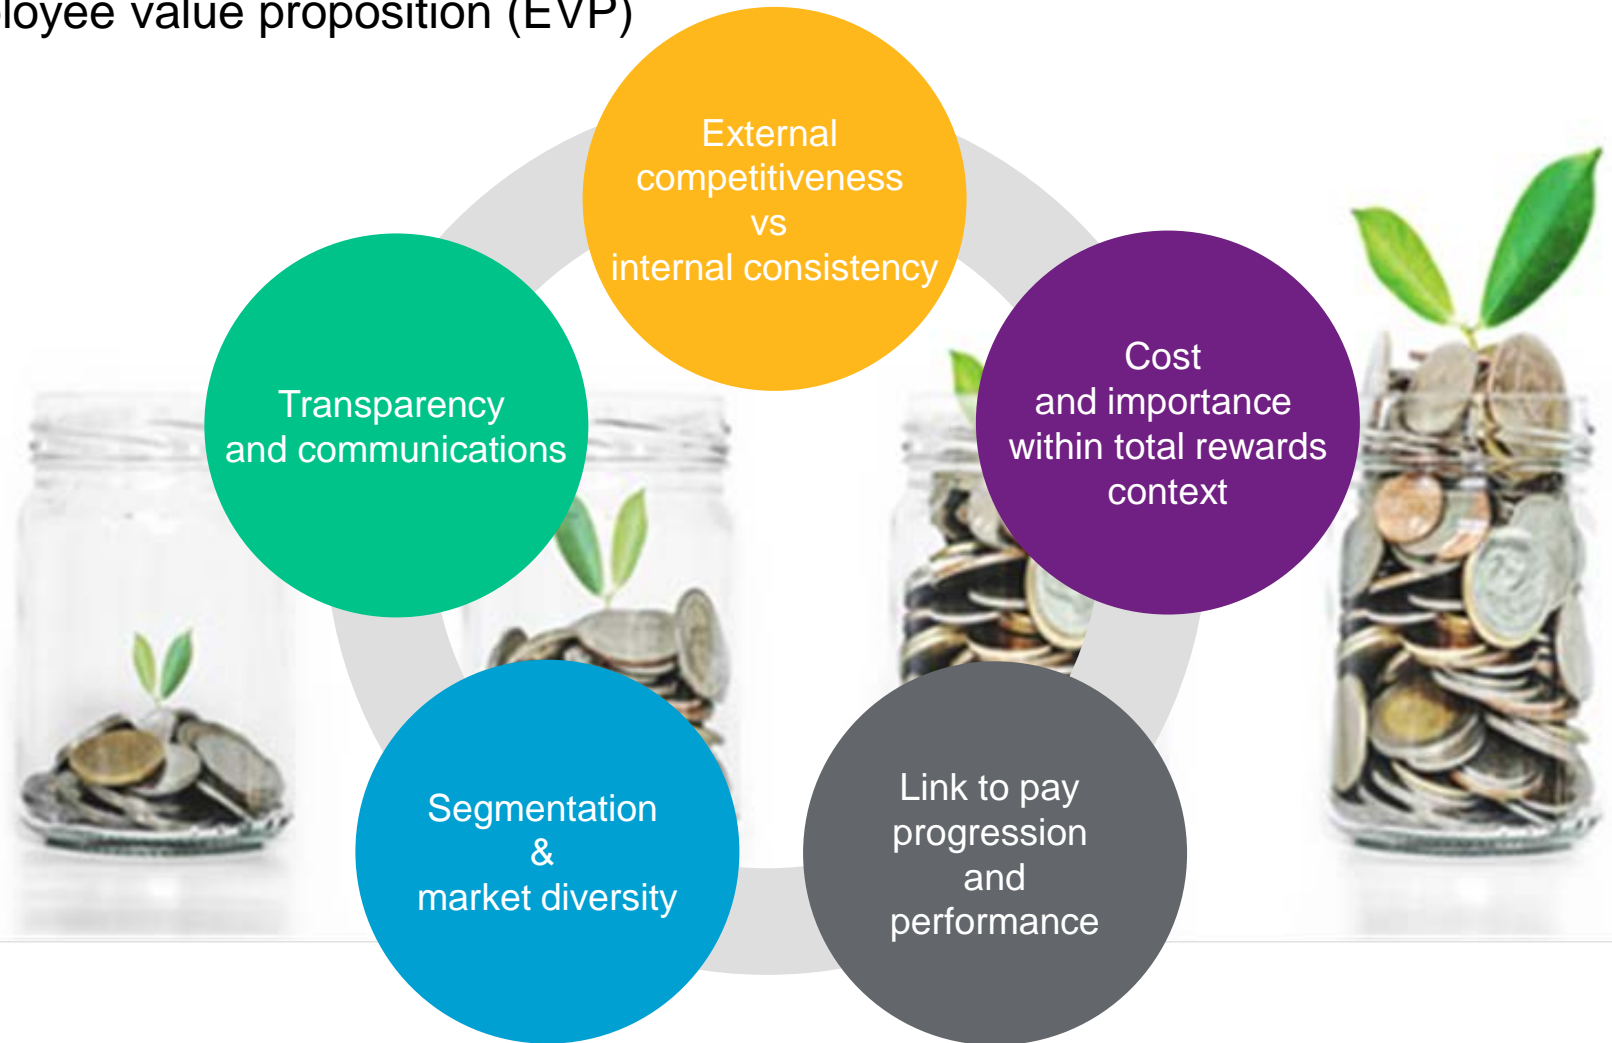 loyee value proposition (EVP)
External
competitiveness
vs
internal consistency
Cost
and importance
within total rewards
context
Link to pay
progression
and
performance
Segmentation
&
market diversity
Transparency
and communications